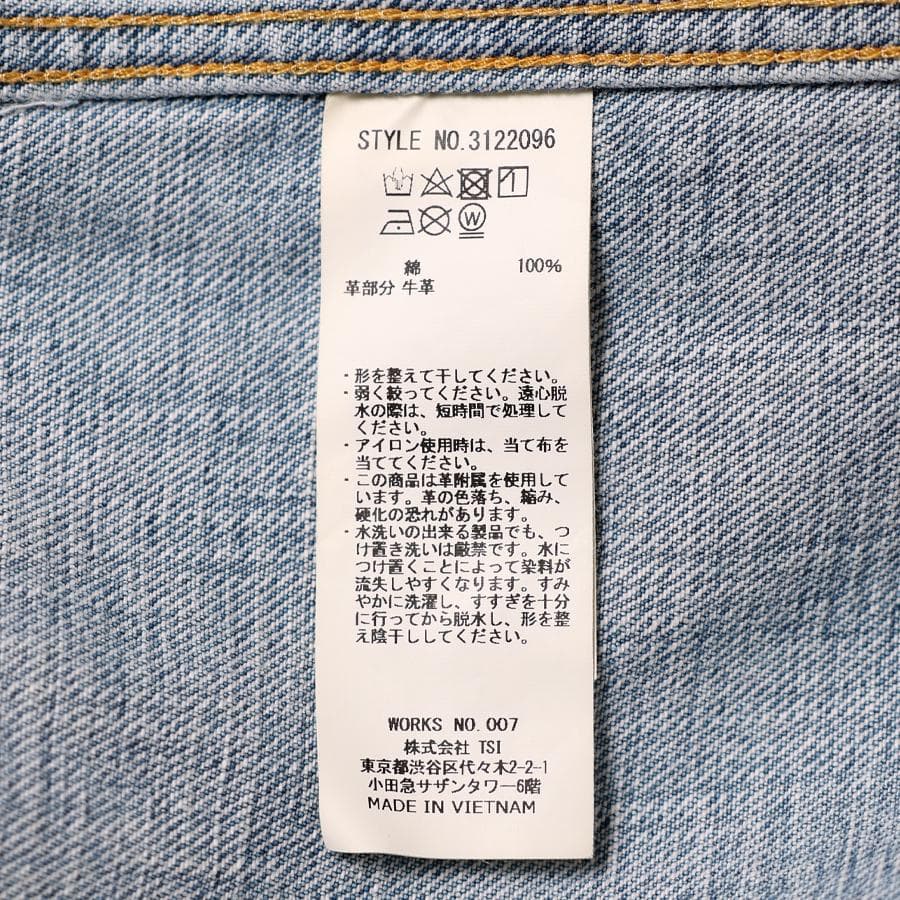 STYLE NO.3122096
W
綿 100%
革部分 牛革
・形を整えて干してください。
・弱く絞ってください。遠心脱
水の際は、短時間で処理して
ください。
・アイロン使用時は、当て布を
当ててください。
・この商品は革附属を使用して
います。革の色落ち、縮み、
硬化の恐れがあります。
・水洗いの出来る製品でも、つ
け置き洗いは厳禁です。水に
つけ置くことによって染料が
流失しやすくなります。すみ
やかに洗濯し、すすぎを十分
に行ってから脱水し、形を整
え陰干ししてください。
WORKS NO.007
株式会社 TSI
東京都渋谷区代々木2-2-1
小田急サザンタワー6階
MADE IN VIETNAM